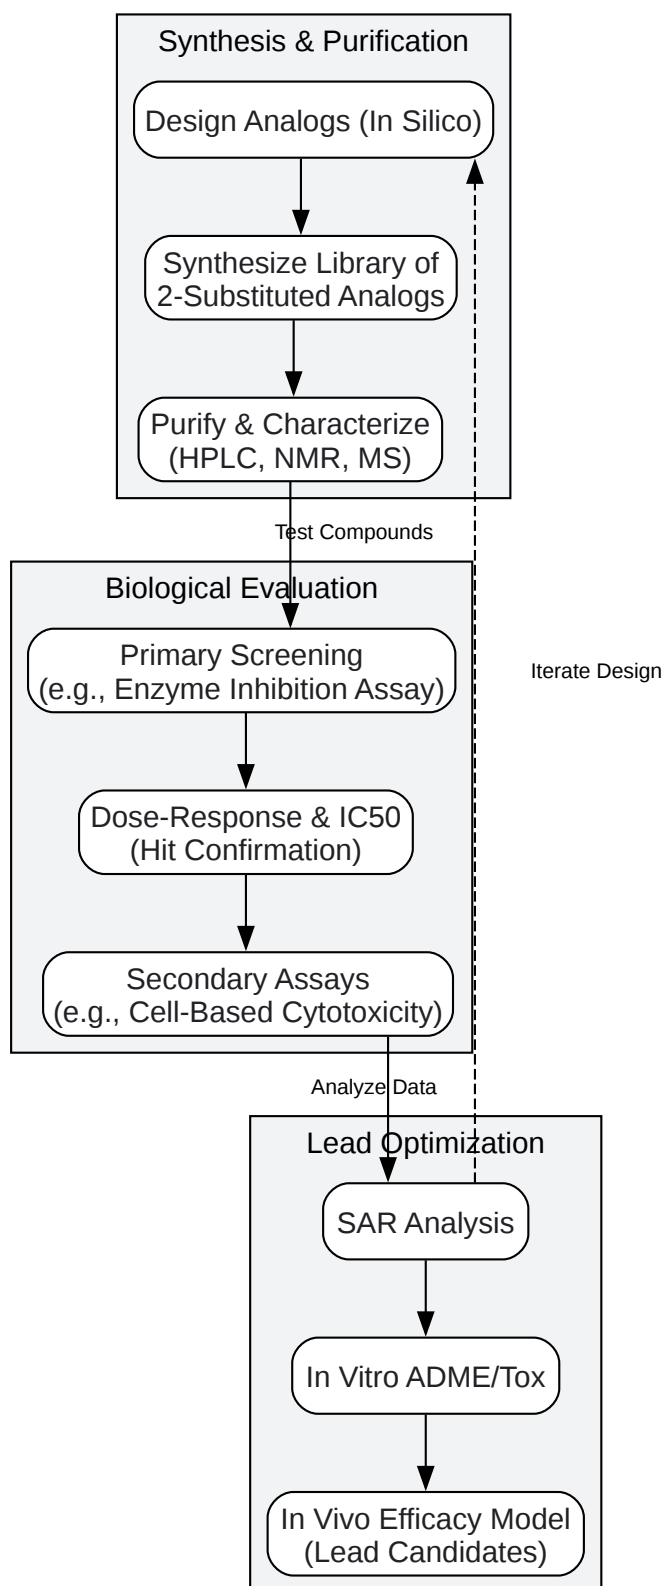 Synthesis & Purification
Design Analogs (In Silico)
Synthesize Library of
2-Substituted Analogs
Purify & Characterize
(HPLC, NMR, MS)
Test Compounds
Biological Evaluation
Primary Screening
(e.g., Enzyme Inhibition Assay)
Iterate Design
Dose-Response & IC50
(Hit Confirmation)
Secondary Assays
(e.g., Cell-Based Cytotoxicity)
Analyze Data
Lead Optimization
SAR Analysis
In Vitro ADME/Tox
In Vivo Efficacy Model
(Lead Candidates)